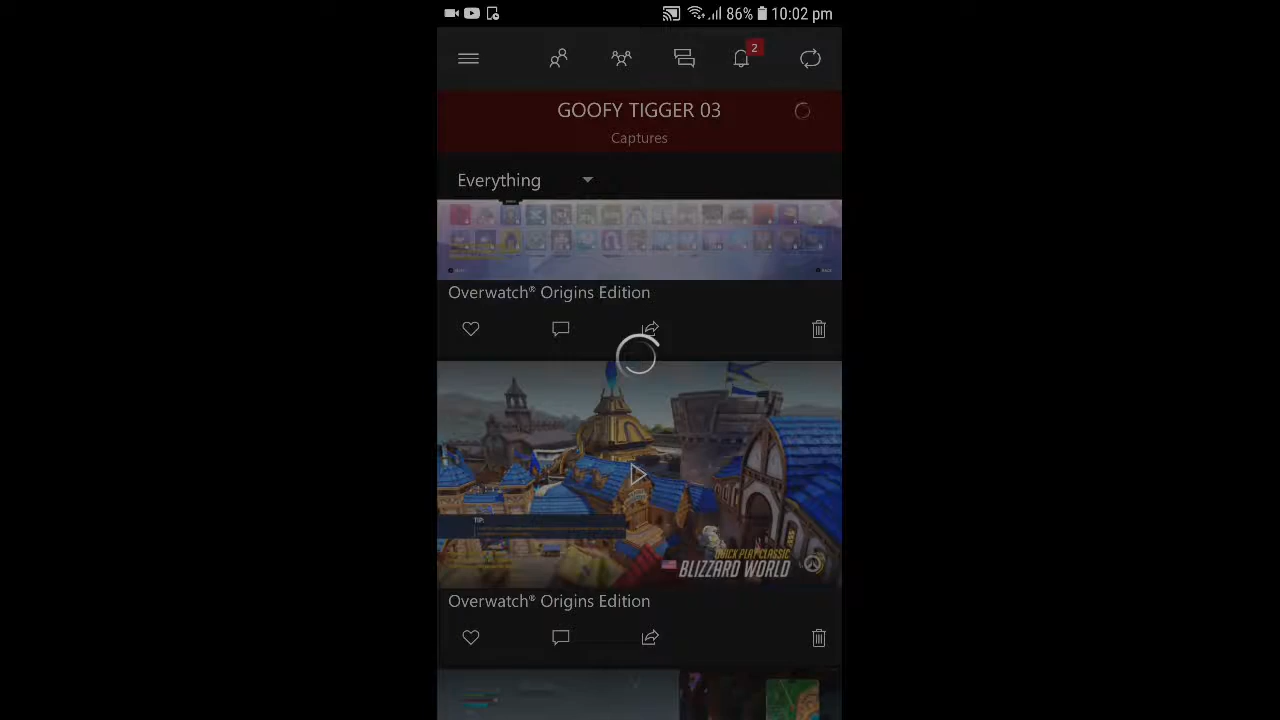 86% 10:02 pm
2
GOOFY TIGGER 03
Captures
Everything
Overwatch® Origins Edition
TIP:
QUICK PLAY CLASSIC
BLIZZARD WORLD
Overwatch® Origins Edition